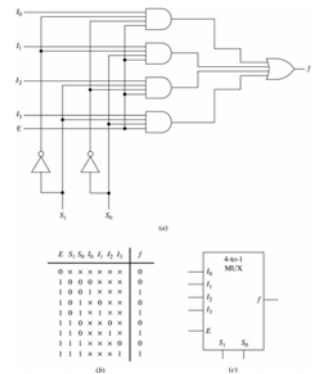 I0
I1
I2
I3
E
f
S1 S0
(a)
E S1 S0 I0 I1 I2 I3 f
0 × × × × × × 0
1 0 0 0 × × × 0
1 0 0 1 × × × 1
1 0 1 × 0 × × 0
1 0 1 × 1 × × 1
1 1 0 × × 0 × 0
1 1 0 × × 1 × 1
1 1 1 × × × 0 0
1 1 1 × × × 1 1
(b)
4-to-1
MUX
I0
I1
I2
I3
E
f
S1 S0
(c)